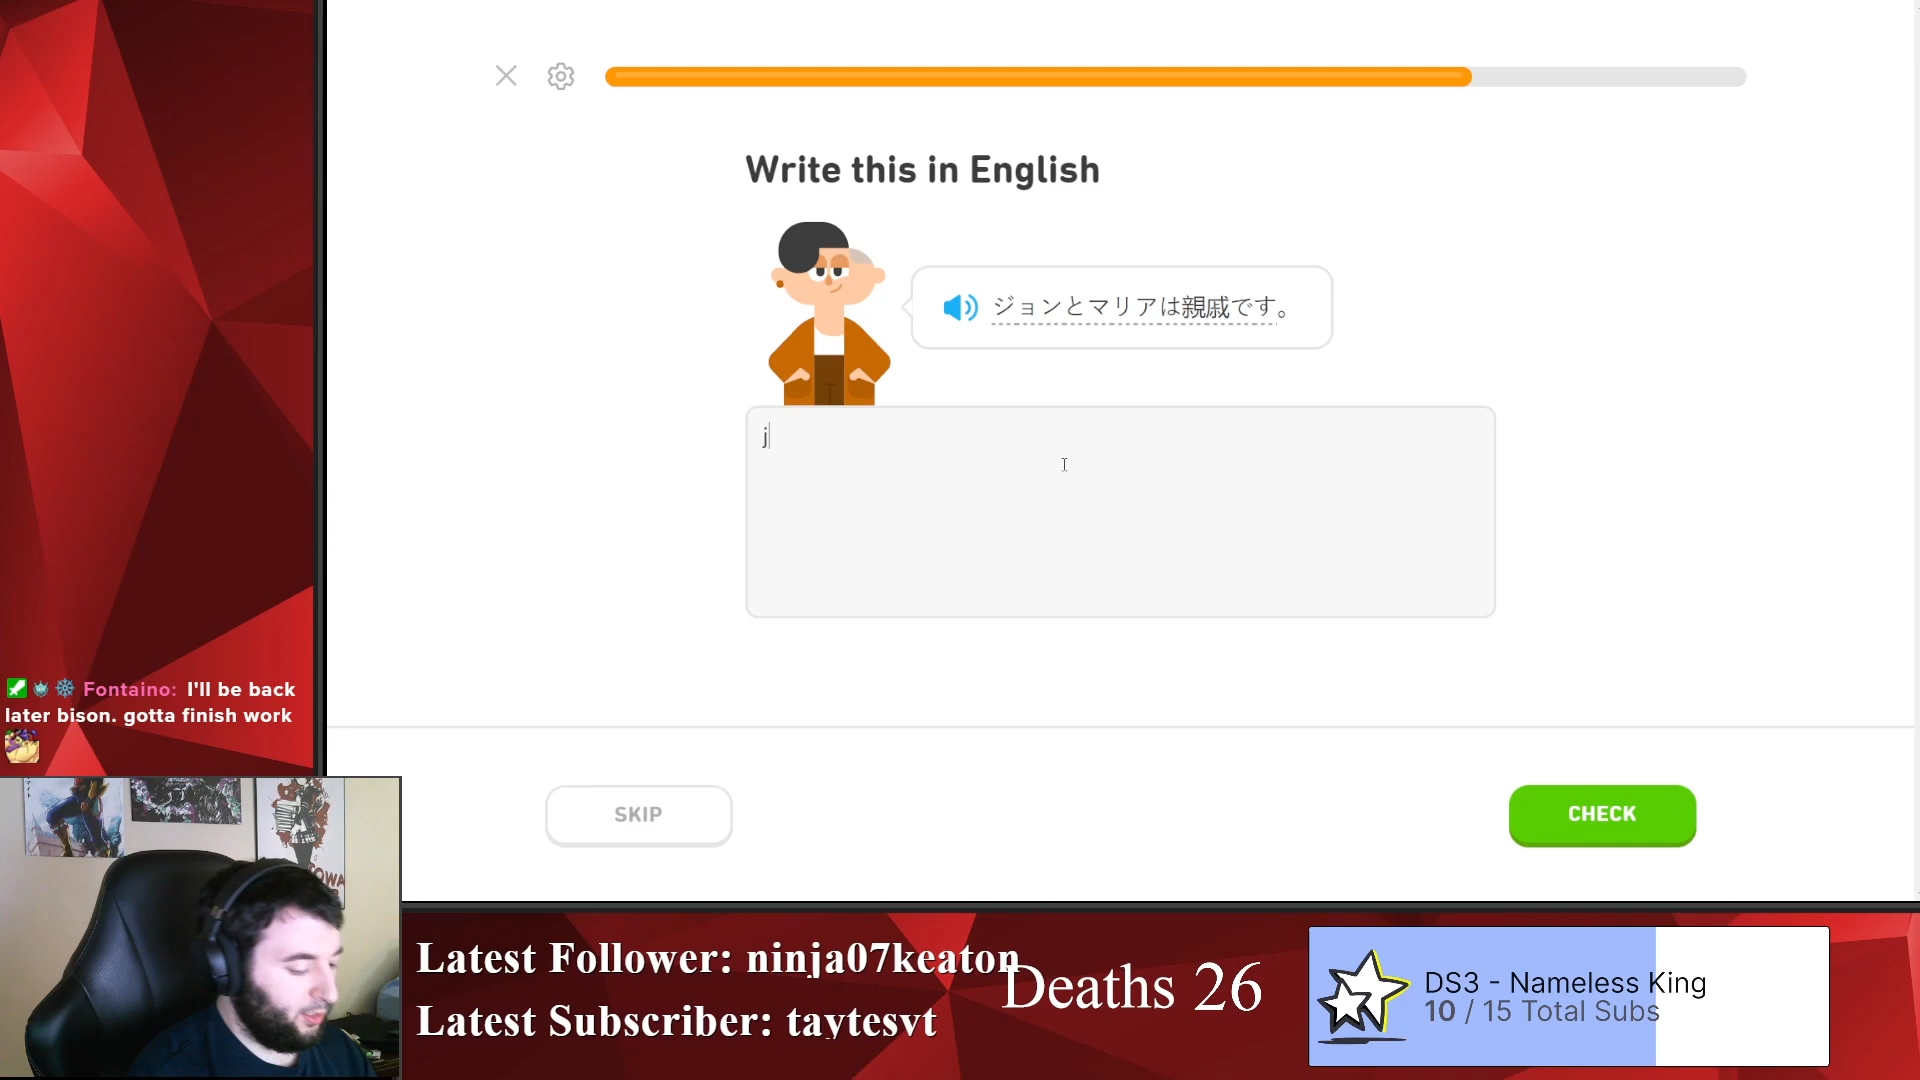 Write this in English
ジョンとマリアは親戚です。
j
Fontaino: I'll be back
later bison. gotta finish work
SKIP
CHECK
Latest Follower: ninja07keaton
Latest Subscriber: taytesvt
Deaths 26
DS3 - Nameless King
10 / 15 Total Subs